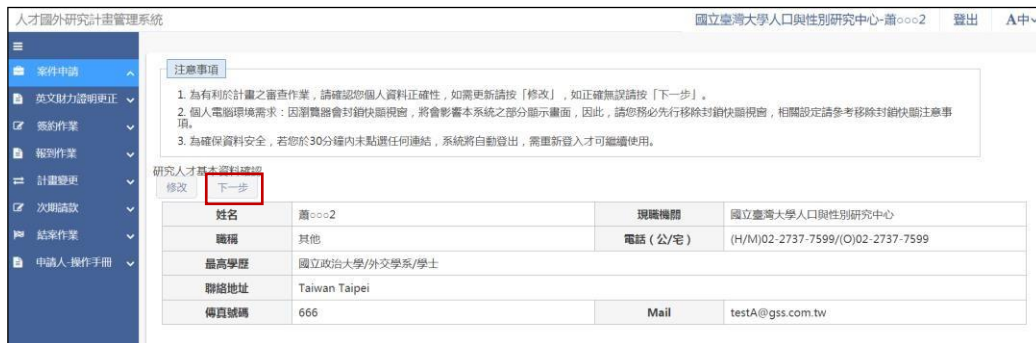 人才國外研究計畫管理系統 國立臺灣大學人口與性別研究中心-蕭○○○2 登出 A中
案件申請
英文財力證明更正
簽約作業
報到作業
計畫變更
次期請款
結案作業
申請人-操作手冊
注意事項
1. 為有利於計畫之審查作業，請確認您個人資料正確性，如需更新請按「修改」，如正確無誤請按「下一步」。
2. 個人電腦環境需求：因瀏覽器會封鎖快顯視窗，將會影響本系統之部分顯示畫面，因此，請您務必先行移除封鎖快顯視窗，相關設定請參考移除封鎖快顯注意事
項。
3. 為確保資料安全，若您於30分鐘內未點選任何連結，系統將自動登出，需重新登入才可繼續使用。
研究人才基本資料確認
修改 下一步
姓名 蕭○○○2 現職機關 國立臺灣大學人口與性別研究中心
職稱 其他 電話（公/宅） (H/M)02-2737-7599/(O)02-2737-7599
最高學歷 國立政治大學/外交學系/學士
聯絡地址 Taiwan Taipei
傳真號碼 666 Mail testA@gss.com.tw